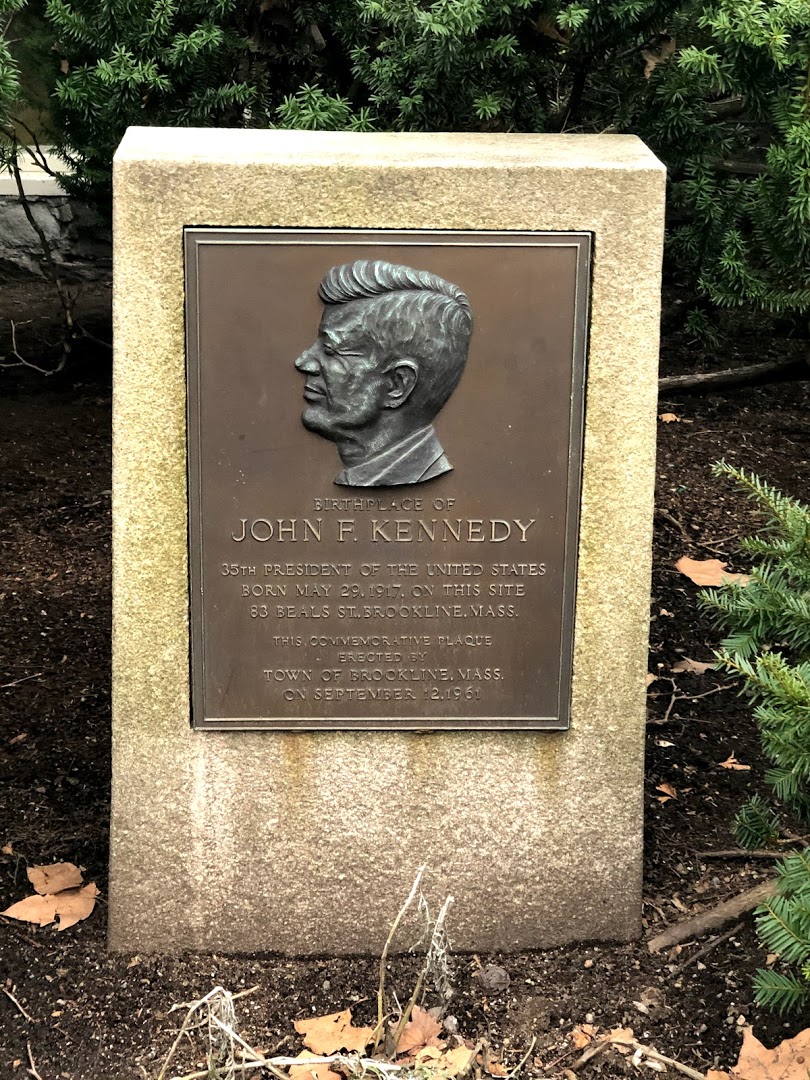 BIRTHPLACE OF
JOHN F. KENNEDY
35TH PRESIDENT OF THE UNITED STATES
BORN MAY 29, 1917, ON THIS SITE
83 BEALS ST. BROOKLINE, MASS.
THIS COMMEMORATIVE PLAQUE
ERECTED BY
TOWN OF BROOKLINE, MASS.
ON SEPTEMBER 12, 1961